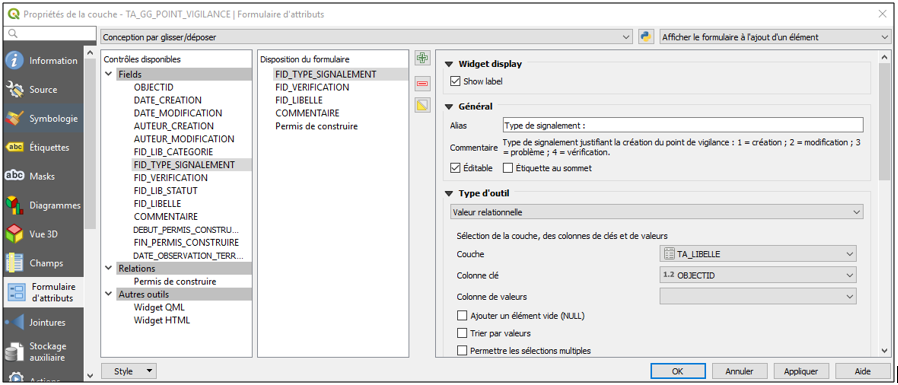 Propriétés de la couche - TA_GG_POINT_VIGILANCE | Formulaire d'attributs
Conception par glisser/déposer
Afficher le formulaire à l'ajout d'un élément
Information
Source
Symbologie
abc Étiquettes
abc Masks
Diagrammes
Vue 3D
Champs
Formulaire
d'attributs
Jointures
Stockage
auxiliaire
Actions
Contrôles disponibles
Fields
OBJECTID
DATE_CREATION
DATE_MODIFICATION
AUTEUR_CREATION
AUTEUR_MODIFICATION
FID_LIB_CATEGORIE
FID_TYPE_SIGNALEMENT
FID_VERIFICATION
FID_LIB_STATUT
FID_LIBELLE
COMMENTAIRE
DEBUT_PERMIS_CONSTRU...
FIN_PERMIS_CONSTRUIRE
DATE_OBSERVATION_TERR...
Relations
Permis de construire
Autres outils
Widget QML
Widget HTML
Disposition du formulaire
FID_TYPE_SIGNALEMENT
FID_VERIFICATION
FID_LIBELLE
COMMENTAIRE
Permis de construire
Widget display
Show label
Général
Alias Type de signalement :
Commentaire Type de signalement justifiant la création du point de vigilance : 1 = création ; 2 = modification ; 3
= problème ; 4 = vérification.
Éditable Étiquette au sommet
Type d'outil
Valeur relationnelle
Sélection de la couche, des colonnes de clés et de valeurs
Couche TA_LIBELLE
Colonne clé 1.2 OBJECTID
Colonne de valeurs
Ajouter un élément vide (NULL)
Trier par valeurs
Permettre les sélections multiples
Style OK Annuler Appliquer Aide